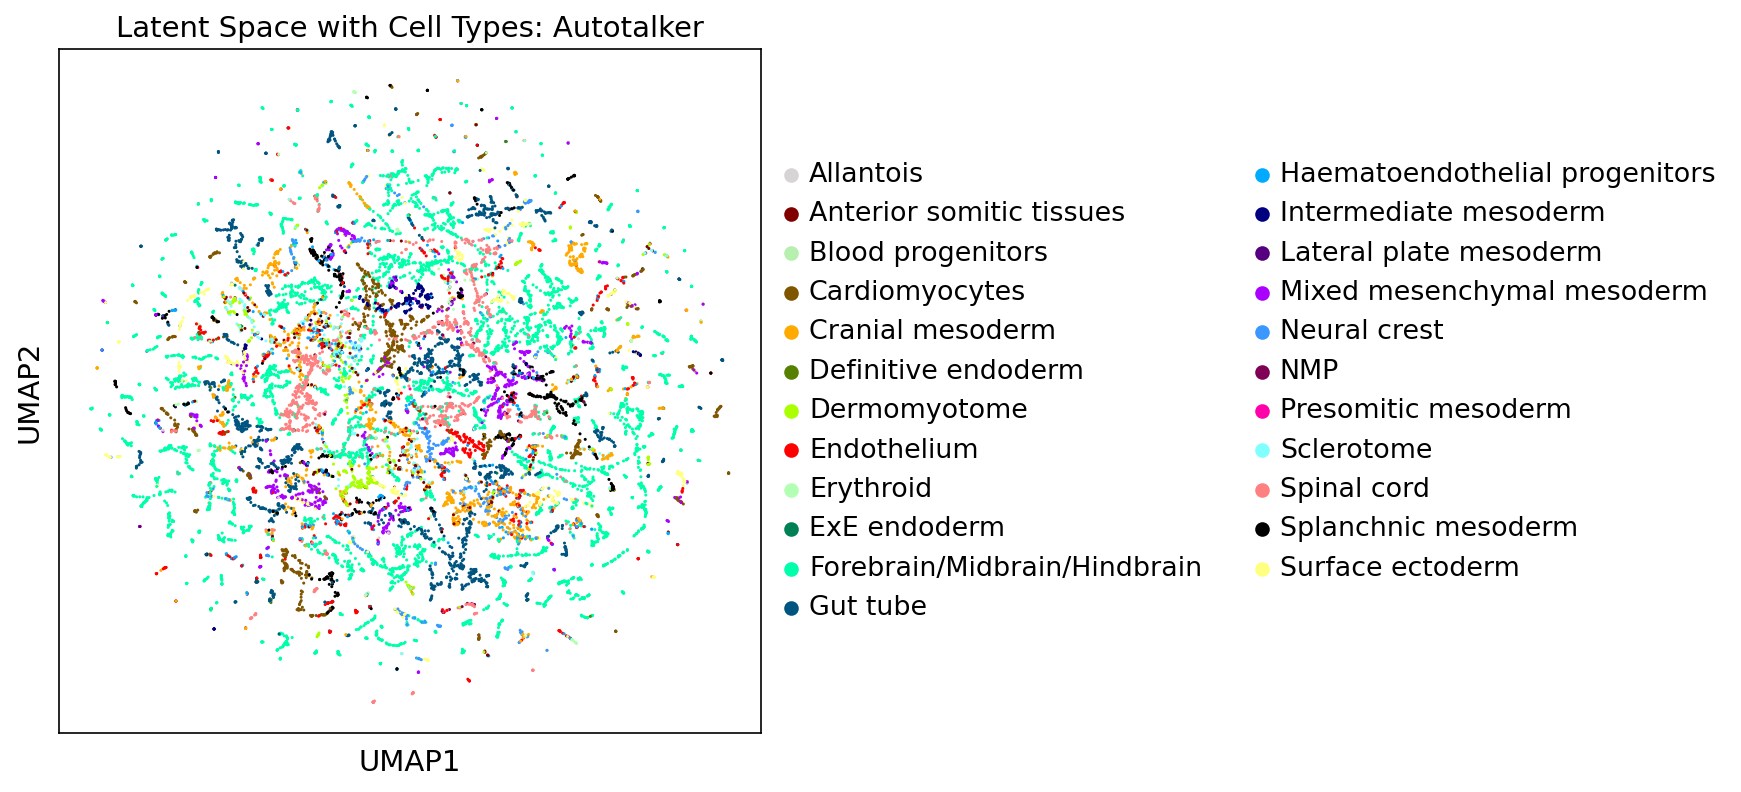 Latent Space with Cell Types: Autotalker
UMAP2
UMAP1
Allantois
Anterior somitic tissues
Blood progenitors
Cardiomyocytes
Cranial mesoderm
Definitive endoderm
Dermomyotome
Endothelium
Erythroid
ExE endoderm
Forebrain/Midbrain/Hindbrain
Gut tube
Haematoendothelial progenitors
Intermediate mesoderm
Lateral plate mesoderm
Mixed mesenchymal mesoderm
Neural crest
NMP
Presomitic mesoderm
Sclerotome
Spinal cord
Splanchnic mesoderm
Surface ectoderm